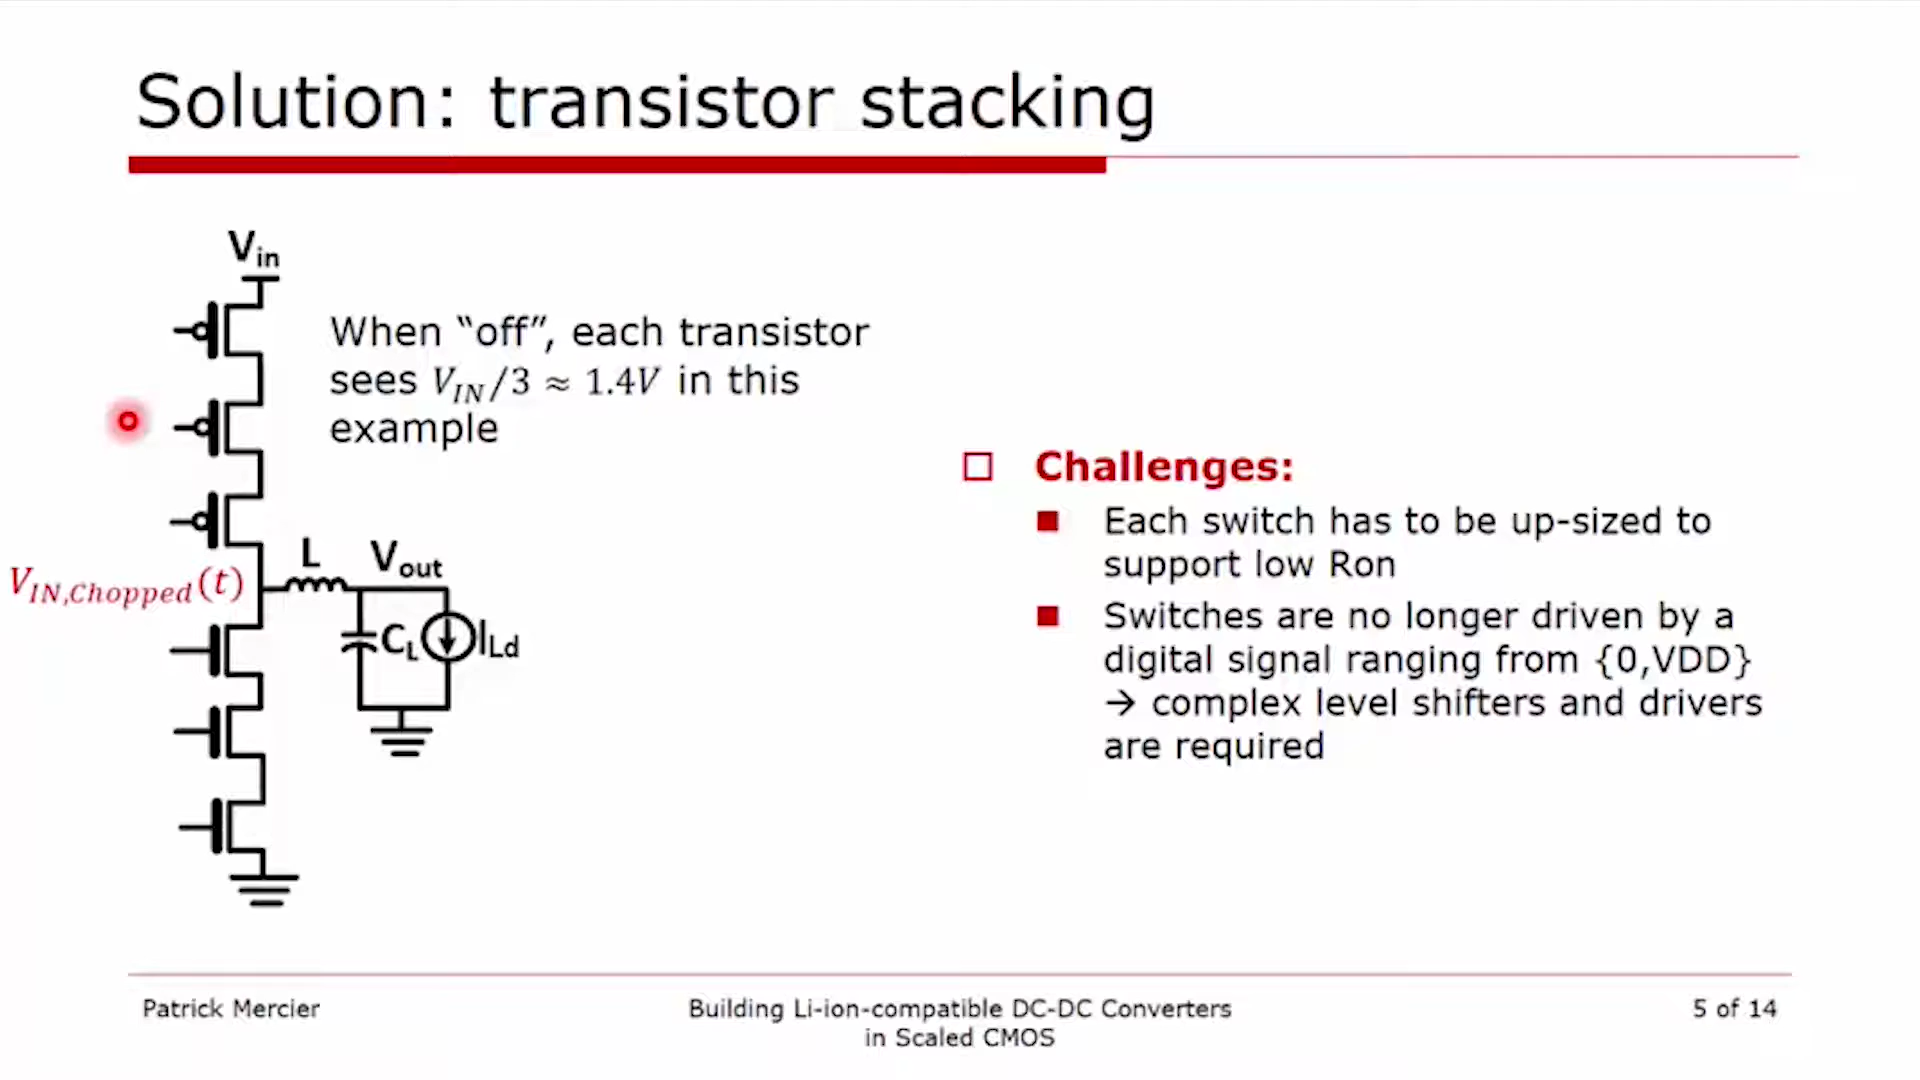 Solution: transistor stacking
Vin
When “off”, each transistor
sees VIN/3 ≈ 1.4V in this
example
Challenges:
Each switch has to be up-sized to
support low Ron
Switches are no longer driven by a
digital signal ranging from {0,VDD}
→ complex level shifters and drivers
are required
L
Vout
VIN,Chopped(t)
CL
ILd
Patrick Mercier
Building Li-ion-compatible DC-DC Converters
in Scaled CMOS
5 of 14